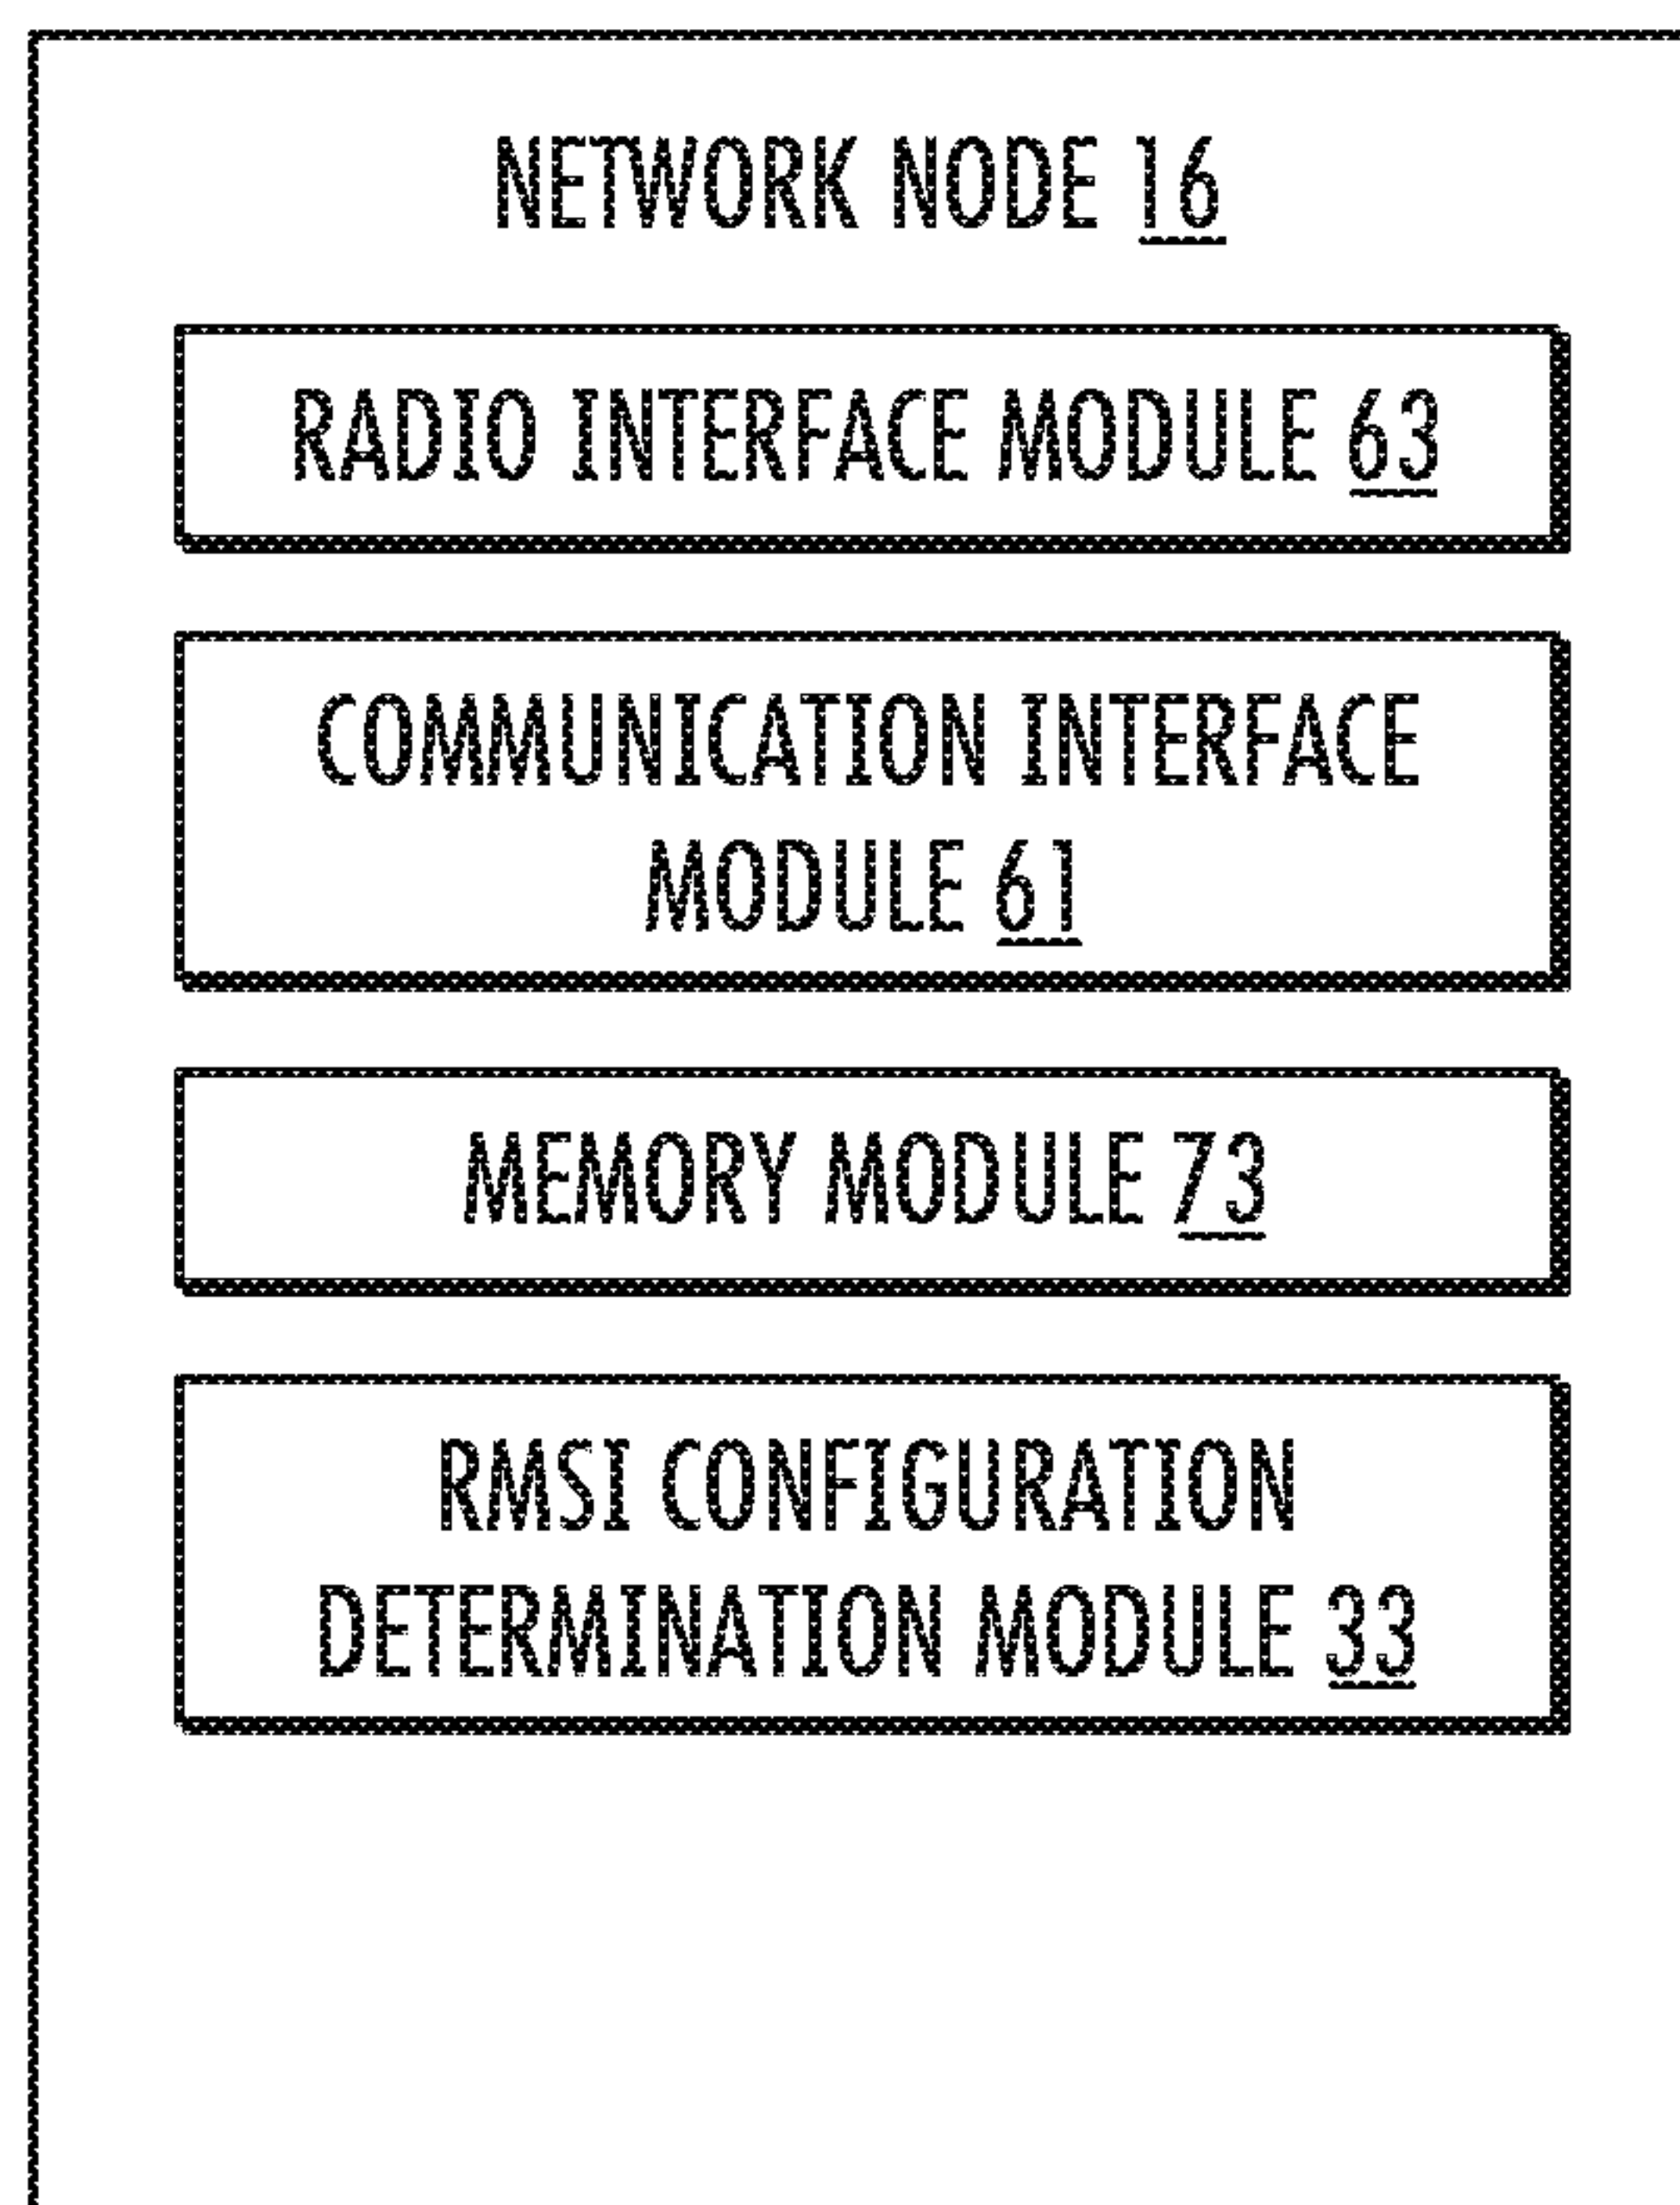 NETWORK NODE 16
RADIO INTERFACE MODULE 63
COMMUNICATION INTERFACE
MODULE 61
MEMORY MODULE 73
RMSI CONFIGURATION
DETERMINATION MODULE 33